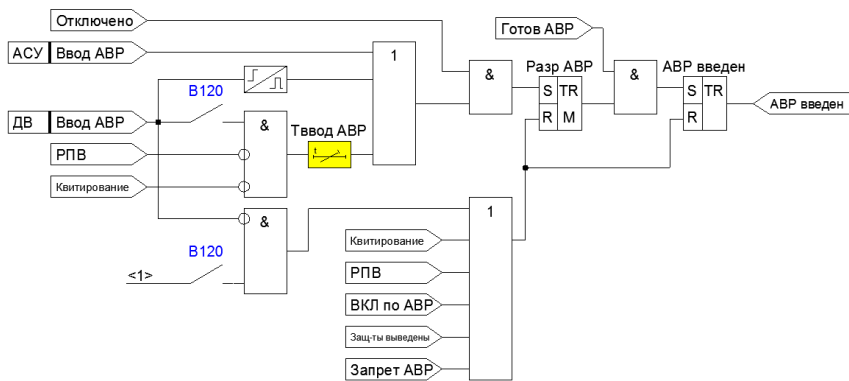 Отключено
Готов АВР
АСУ Ввод АВР
1
Разр АВР
АВР введен
&
&
В120
S TR
S TR
АВР введен
ДВ Ввод АВР
&
Тввод АВР
R M
R
t
РПВ
Квитирование
&
1
В120
Квитирование
<1>
РПВ
ВКЛ по АВР
Защ-ты выведены
Запрет АВР